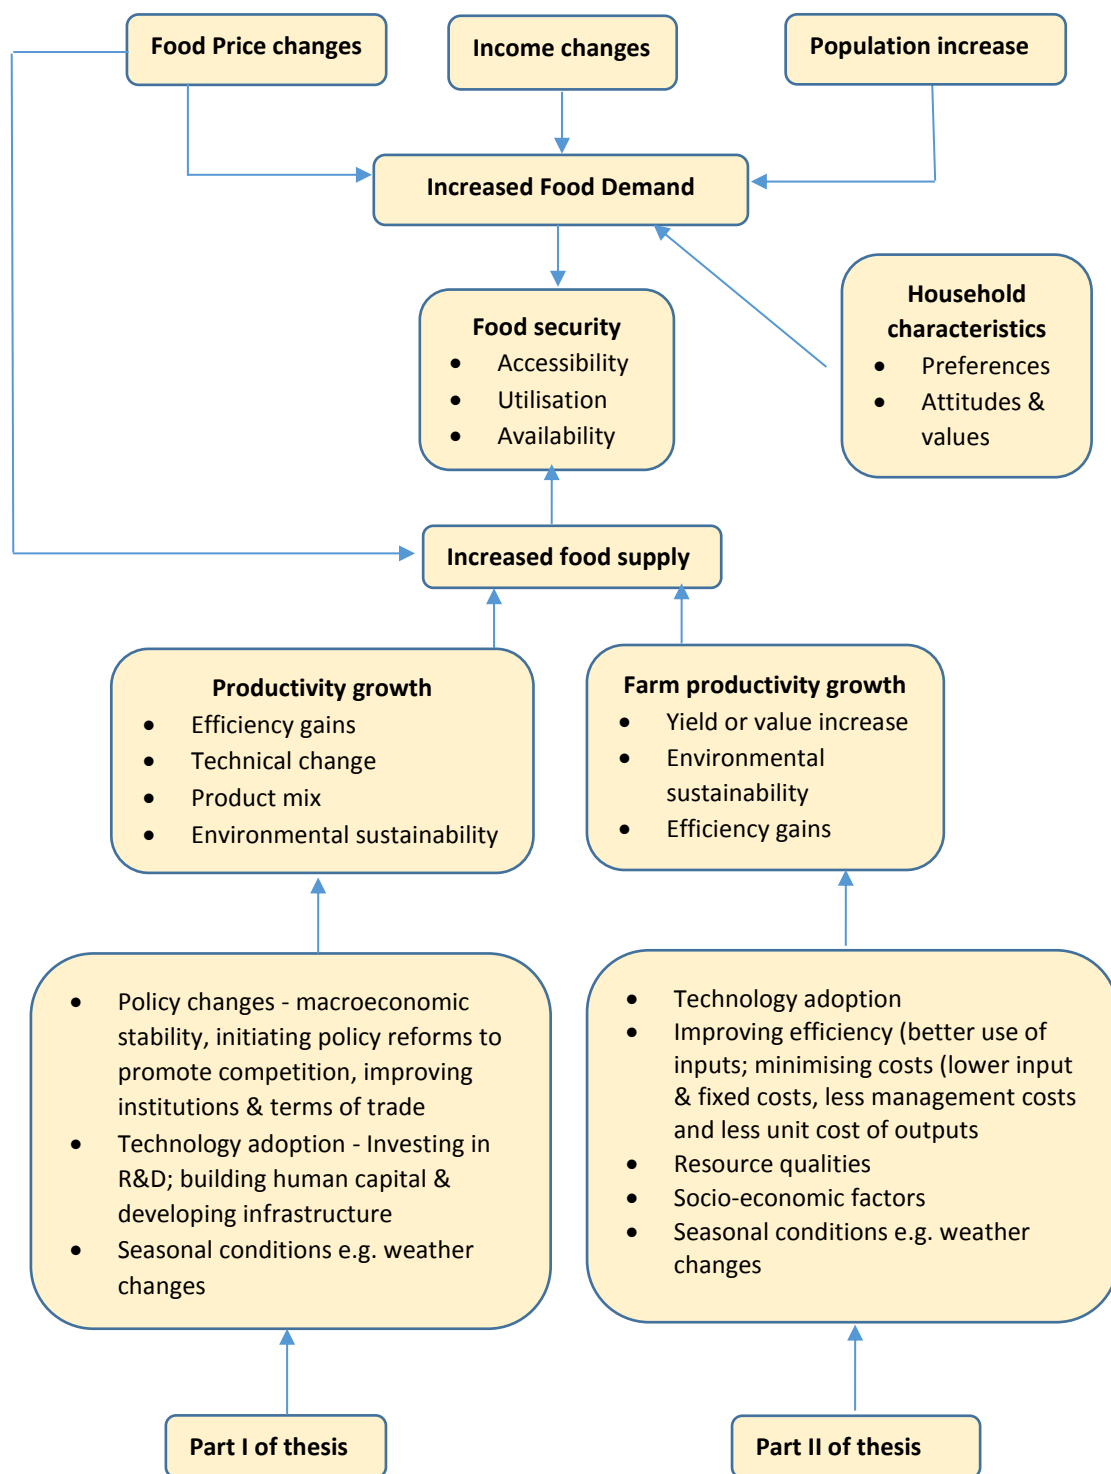 Food Price changes
Income changes
Population increase
Increased Food Demand
Household
characteristics
• Preferences
• Attitudes &
values
Food security
• Accessibility
• Utilisation
• Availability
Increased food supply
Productivity growth
• Efficiency gains
• Technical change
• Product mix
• Environmental sustainability
Farm productivity growth
• Yield or value increase
• Environmental
sustainability
• Efficiency gains
• Policy changes - macroeconomic
stability, initiating policy reforms to
promote competition, improving
institutions & terms of trade
• Technology adoption - Investing in
R&D; building human capital &
developing infrastructure
• Seasonal conditions e.g. weather
changes
• Technology adoption
• Improving efficiency (better use of
inputs; minimising costs (lower input
& fixed costs, less management costs
and less unit cost of outputs
• Resource qualities
• Socio-economic factors
• Seasonal conditions e.g. weather
changes
Part I of thesis
Part II of thesis